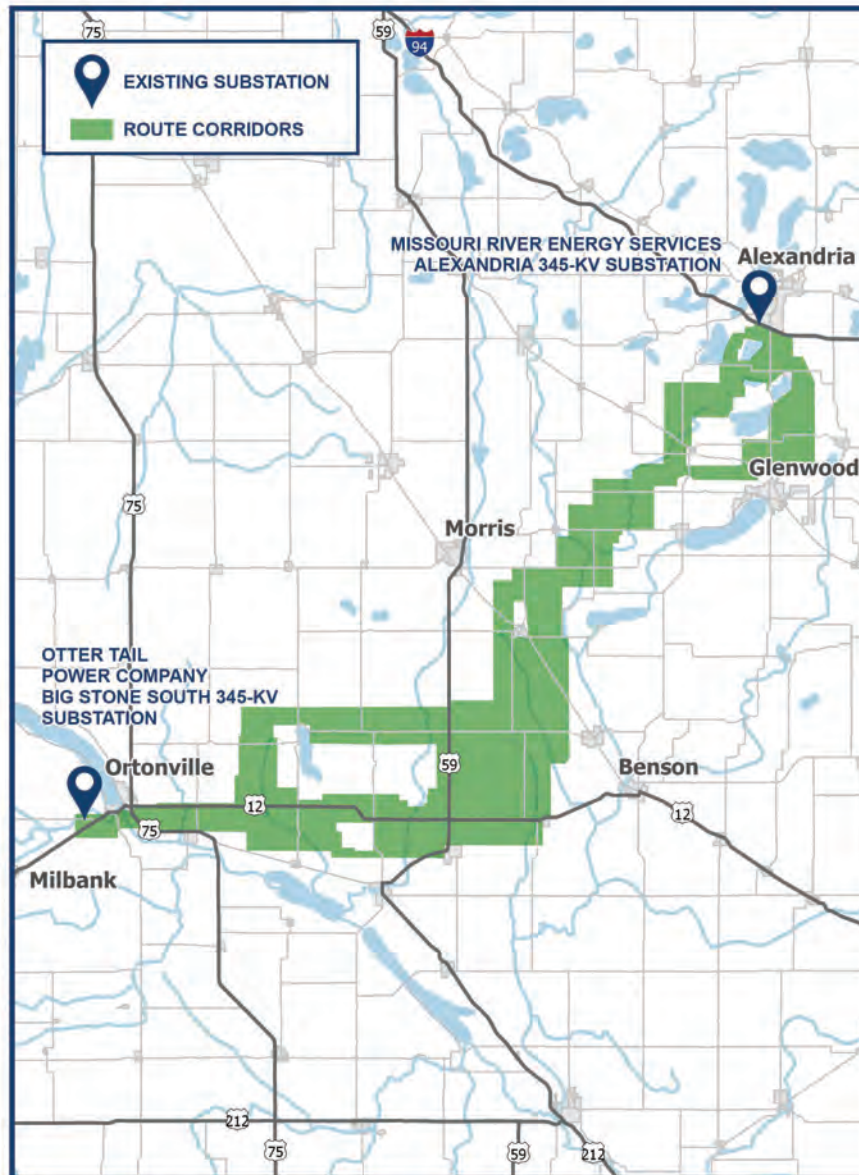 75
59
94
EXISTING SUBSTATION
ROUTE CORRIDORS
MISSOURI RIVER ENERGY SERVICES
ALEXANDRIA 345-KV SUBSTATION
Alexandria
Glenwood
75
Morris
OTTER TAIL
POWER COMPANY
BIG STONE SOUTH 345-KV
SUBSTATION
Ortonville
59
Benson
12
12
75
Milbank
212
75
59
212